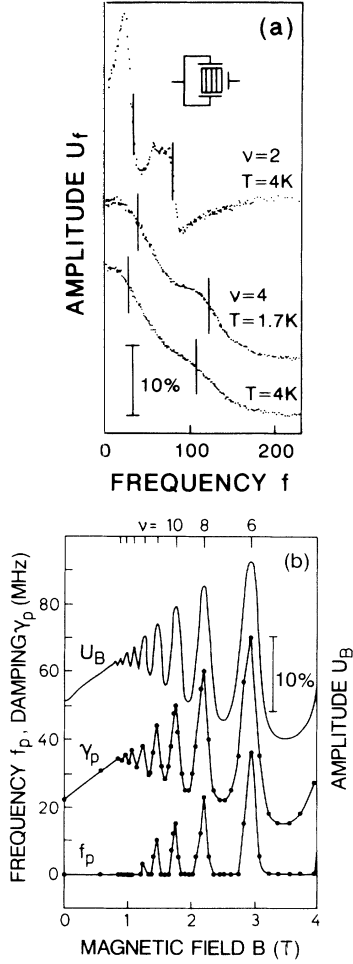 (a)
AMPLITUDE U_f
ν=2
T=4K
ν=4
T=1.7K
10%
T=4K
0 100 200
FREQUENCY f
ν= 10 8 6
(b)
FREQUENCY f_p, DAMPING γ_p (MHz)
80
60
40
20
0
U_B
γ_p
f_p
10%
AMPLITUDE U_B
0 1 2 3 4
MAGNETIC FIELD B (T)